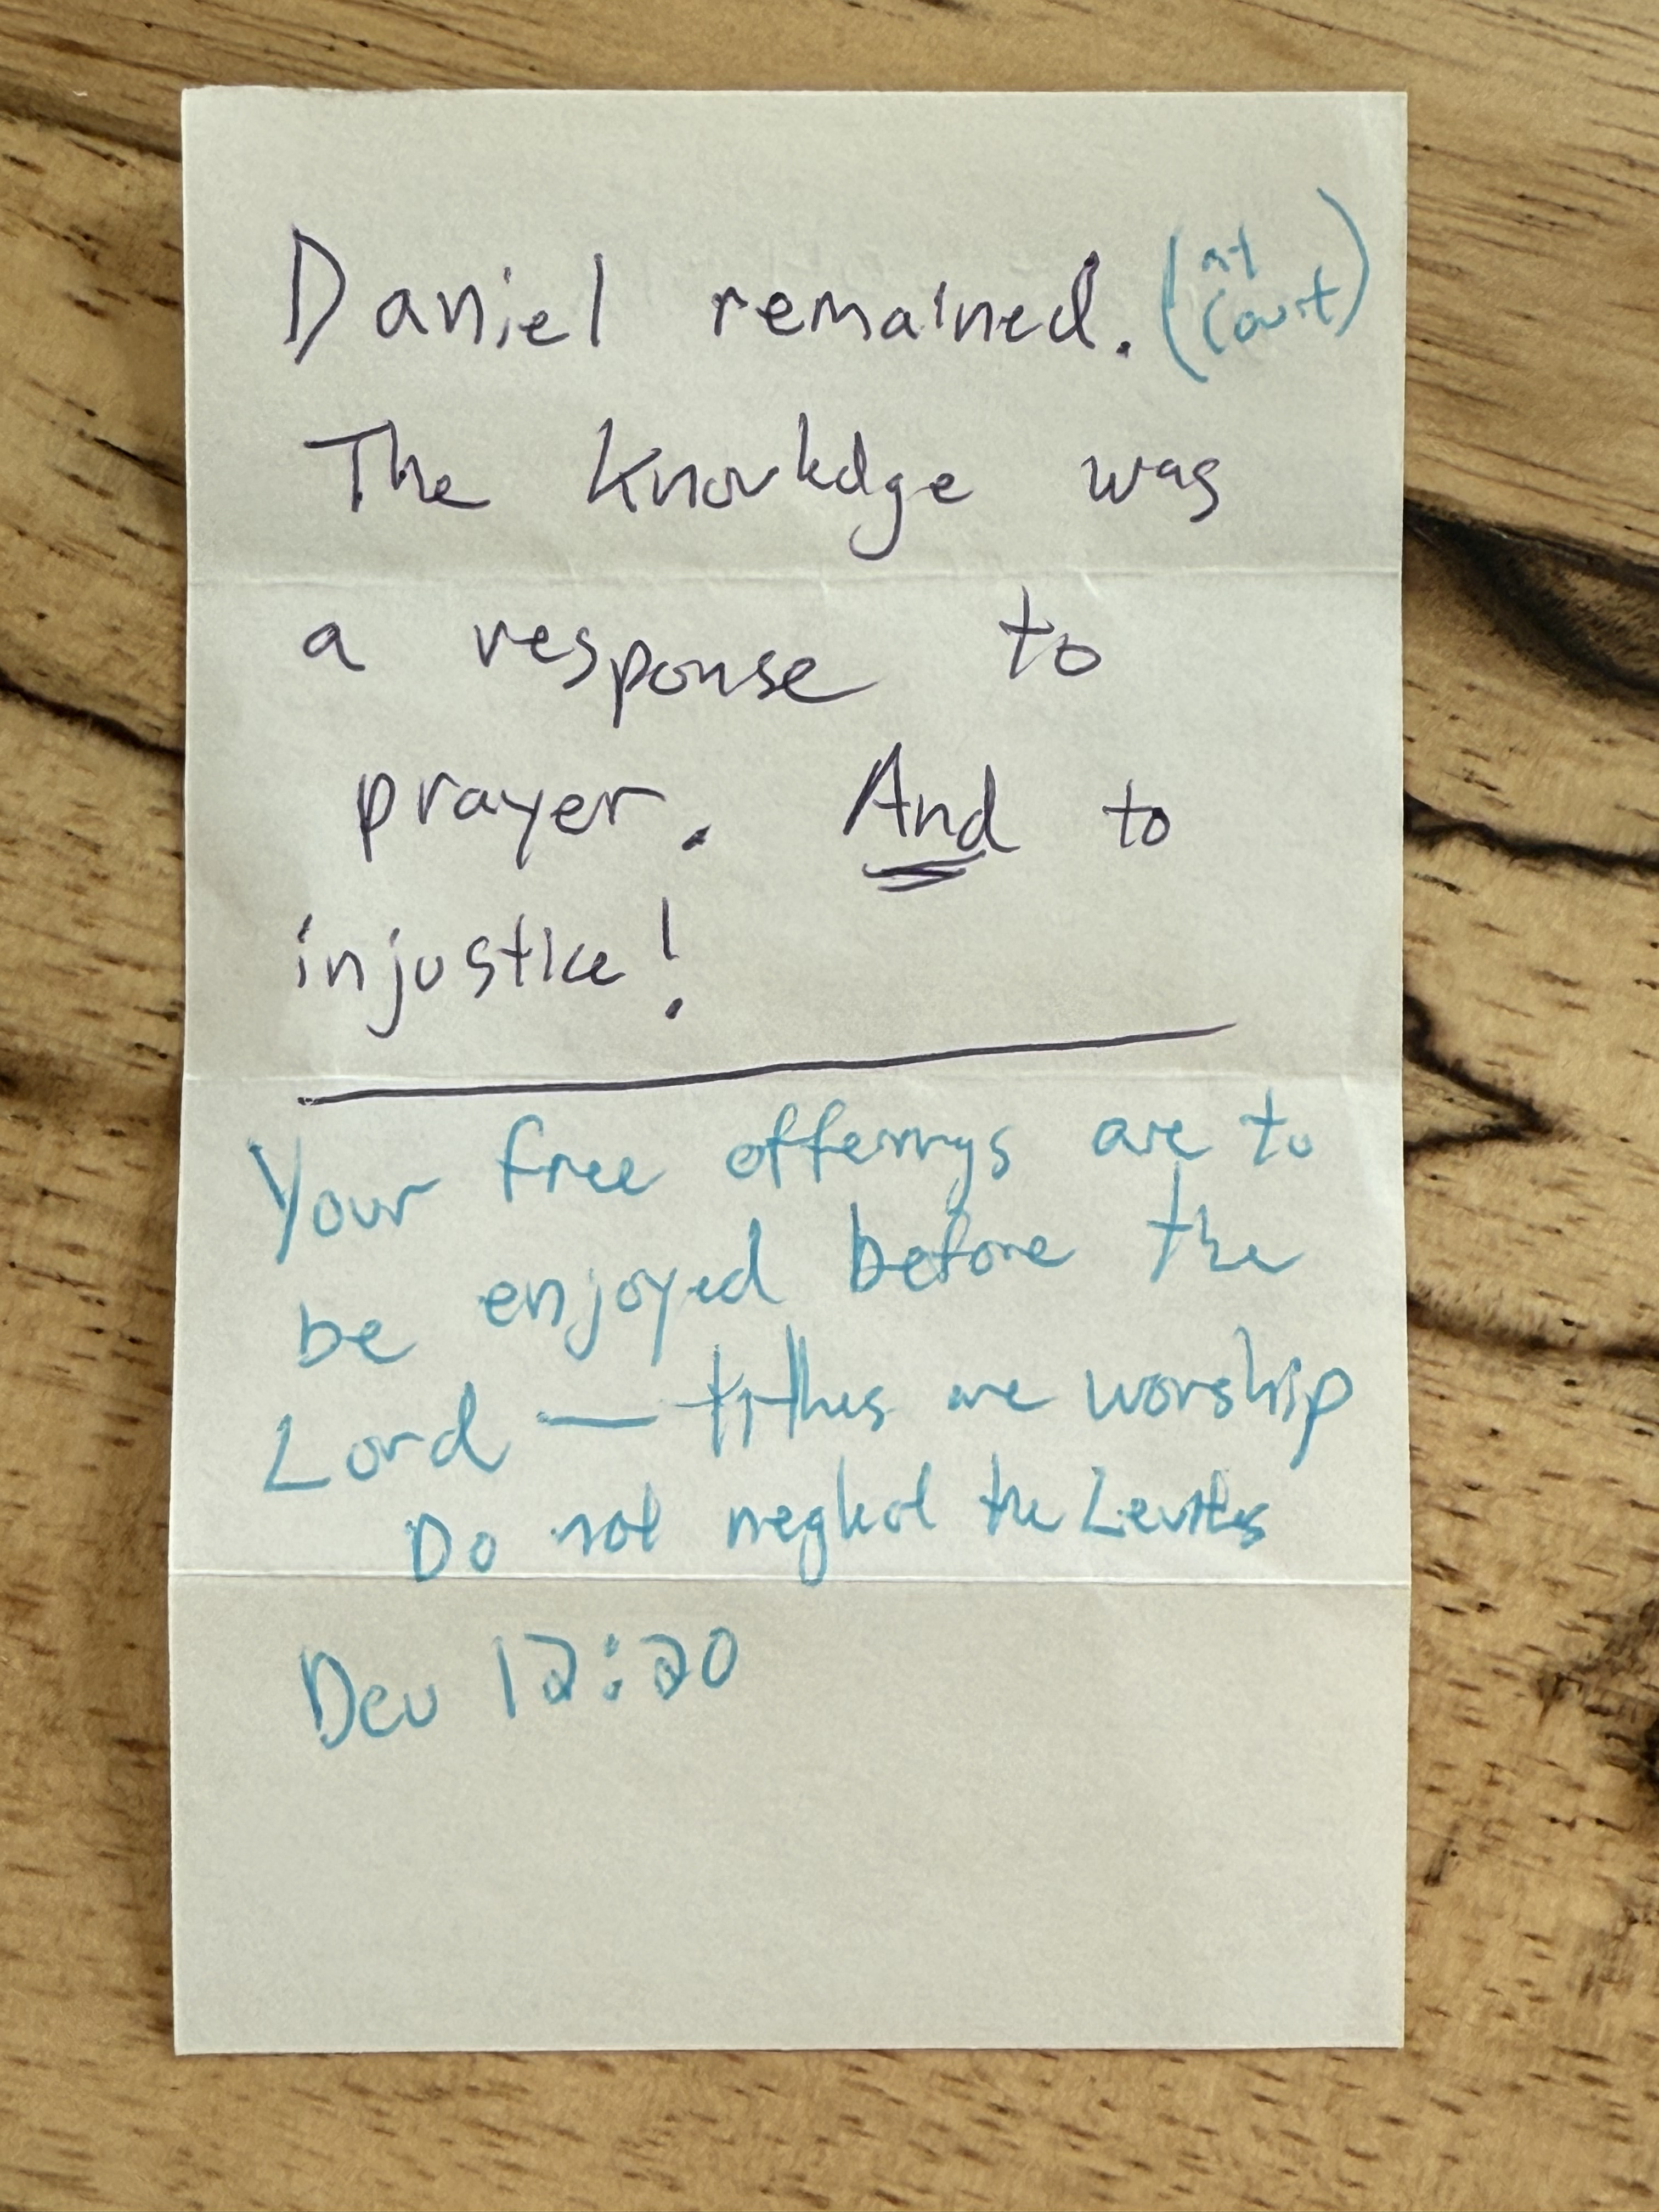 Daniel remained. (at court)
The knowledge was
a response to
prayer. And to
injustice!
Your free offerings are to
be enjoyed before the
Lord — tithes are worship
Do not neglect the Levites
Deu 12:20